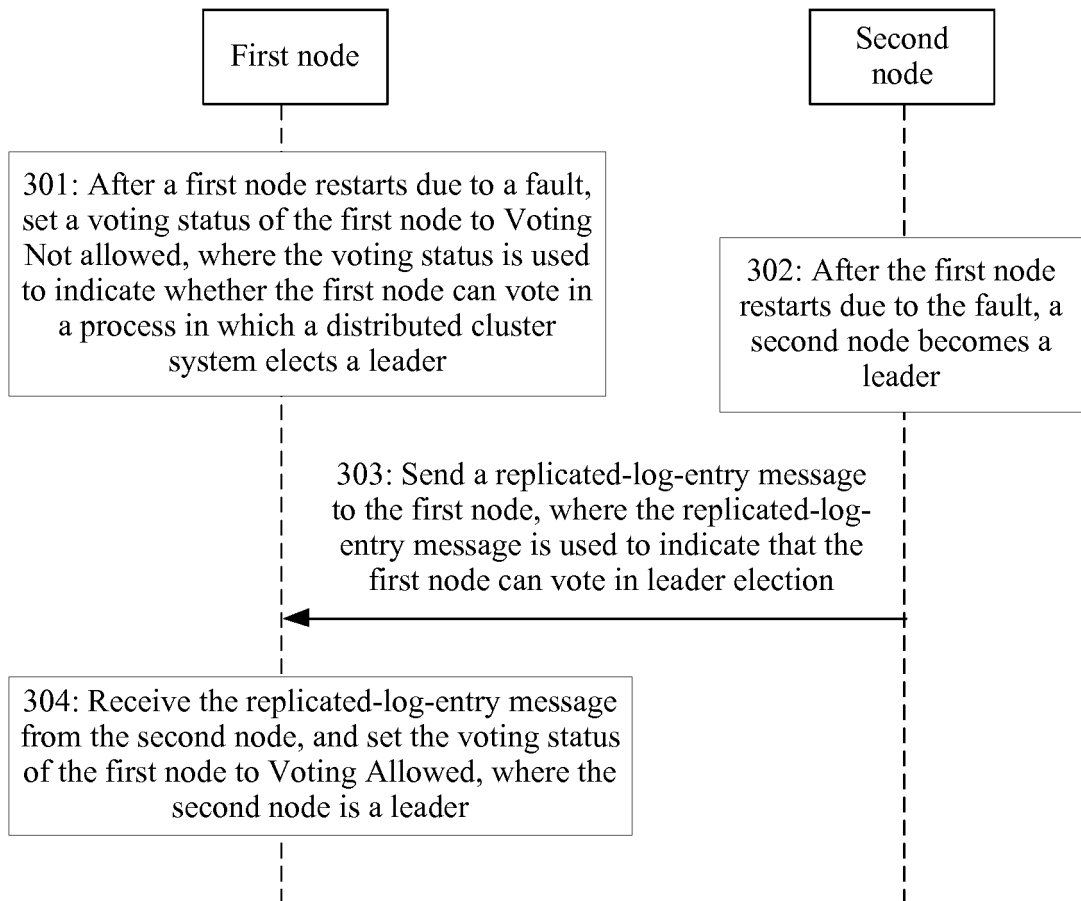 First node
Second
node
301: After a first node restarts due to a fault,
set a voting status of the first node to Voting
Not allowed, where the voting status is used
to indicate whether the first node can vote in
a process in which a distributed cluster
system elects a leader
302: After the first node
restarts due to the fault, a
second node becomes a
leader
303: Send a replicated-log-entry message
to the first node, where the replicated-log-
entry message is used to indicate that the
first node can vote in leader election
304: Receive the replicated-log-entry message
from the second node, and set the voting status
of the first node to Voting Allowed, where the
second node is a leader